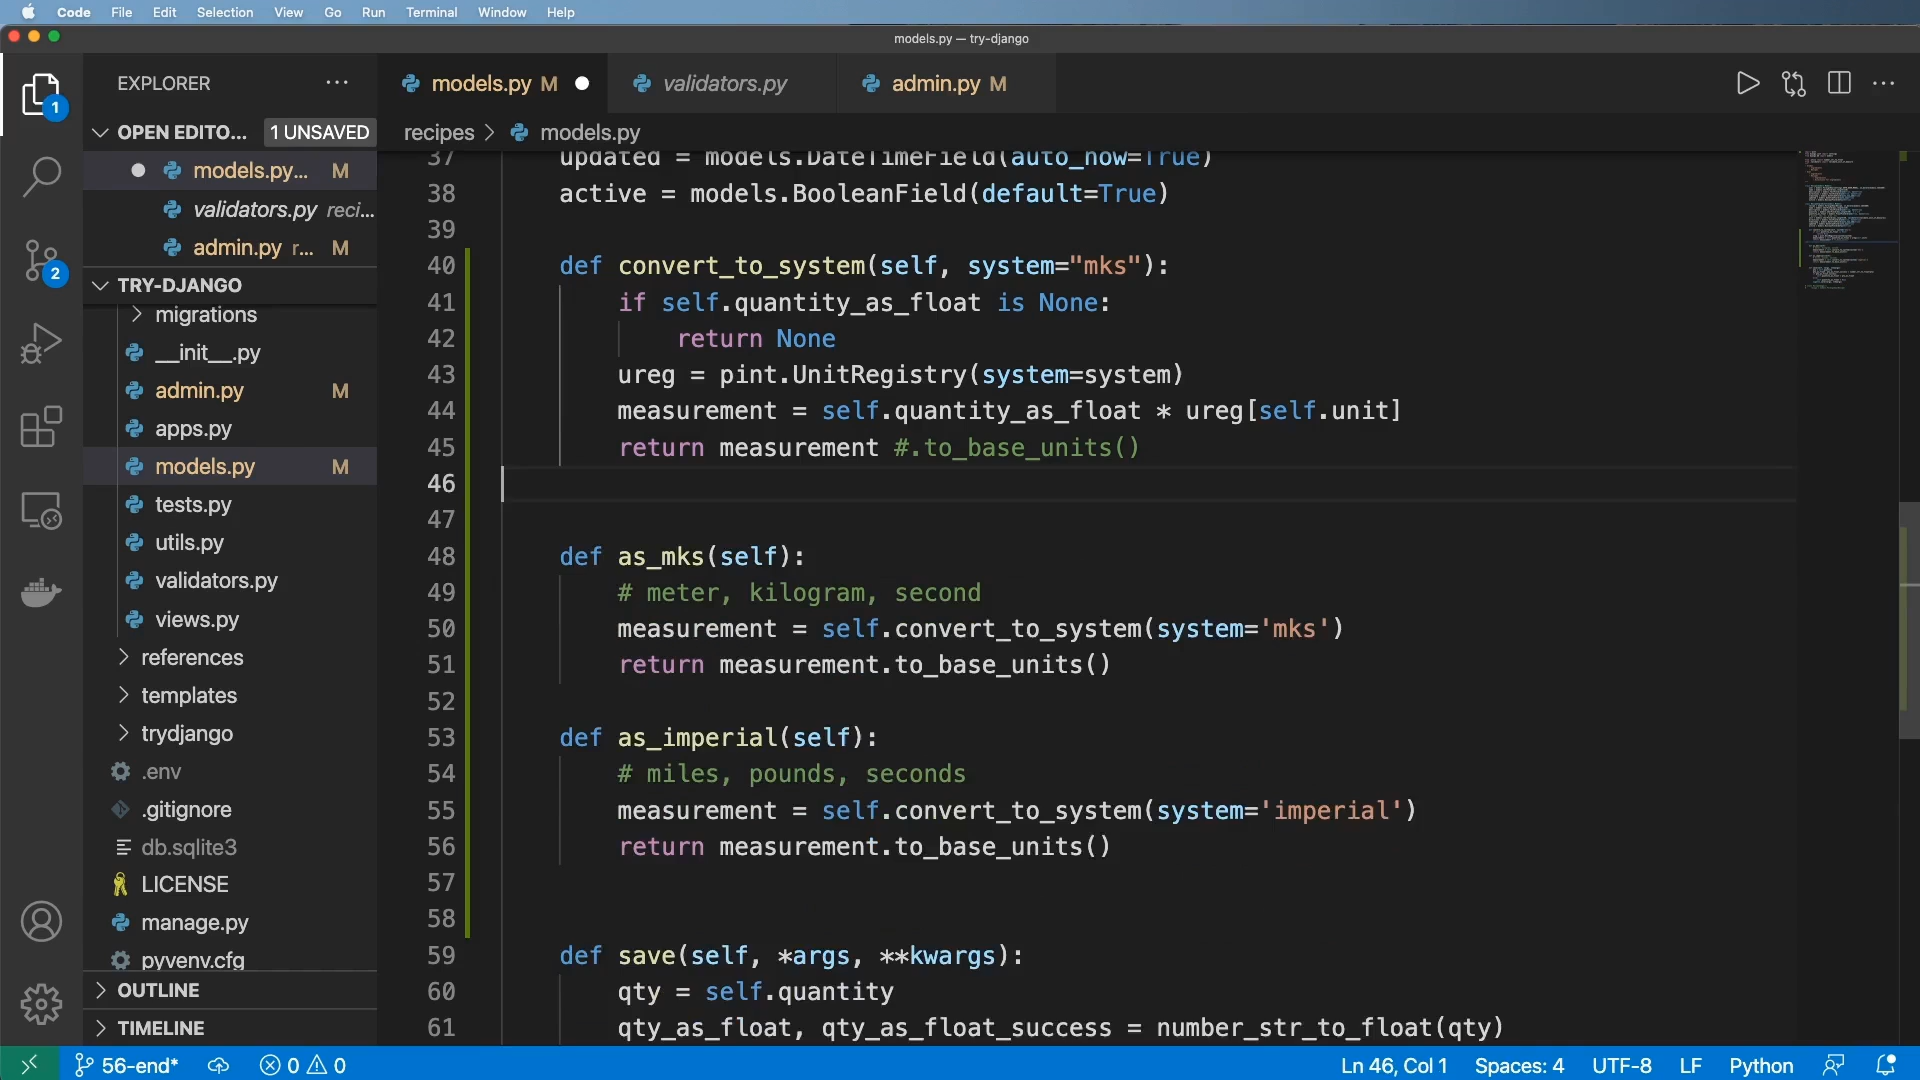 Code File Edit Selection View Go Run Terminal Window Help
models.py — try-django
EXPLORER
models.py M
validators.py
admin.py M
OPEN EDITO... 1 UNSAVED
recipes > models.py
models.py... M
validators.py reci...
admin.py r... M
TRY-DJANGO
migrations
__init__.py
admin.py M
apps.py
models.py M
tests.py
utils.py
validators.py
views.py
references
templates
trydjango
.env
.gitignore
db.sqlite3
LICENSE
manage.py
pyvenv.cfg
OUTLINE
TIMELINE
37 updated = models.DateTimeField(auto_now=True)
38 active = models.BooleanField(default=True)
39
40 def convert_to_system(self, system="mks"):
41 if self.quantity_as_float is None:
42 return None
43 ureg = pint.UnitRegistry(system=system)
44 measurement = self.quantity_as_float * ureg[self.unit]
45 return measurement #.to_base_units()
46
47
48 def as_mks(self):
49 # meter, kilogram, second
50 measurement = self.convert_to_system(system='mks')
51 return measurement.to_base_units()
52
53 def as_imperial(self):
54 # miles, pounds, seconds
55 measurement = self.convert_to_system(system='imperial')
56 return measurement.to_base_units()
57
58
59 def save(self, *args, **kwargs):
60 qty = self.quantity
61 qty_as_float, qty_as_float_success = number_str_to_float(qty)
1
2
56-end* 0 0
Ln 46, Col 1 Spaces: 4 UTF-8 LF Python